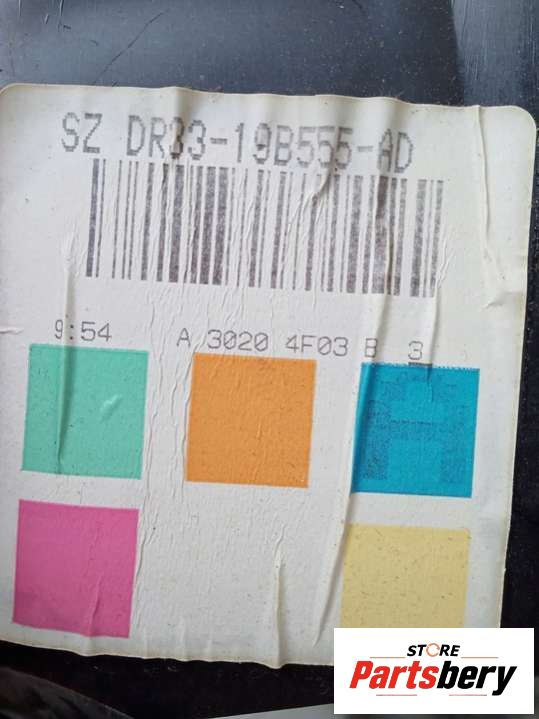 SZ DR33-19B555-AD
9:54 A 3020 4F03 B 3
STORE
Partsbery